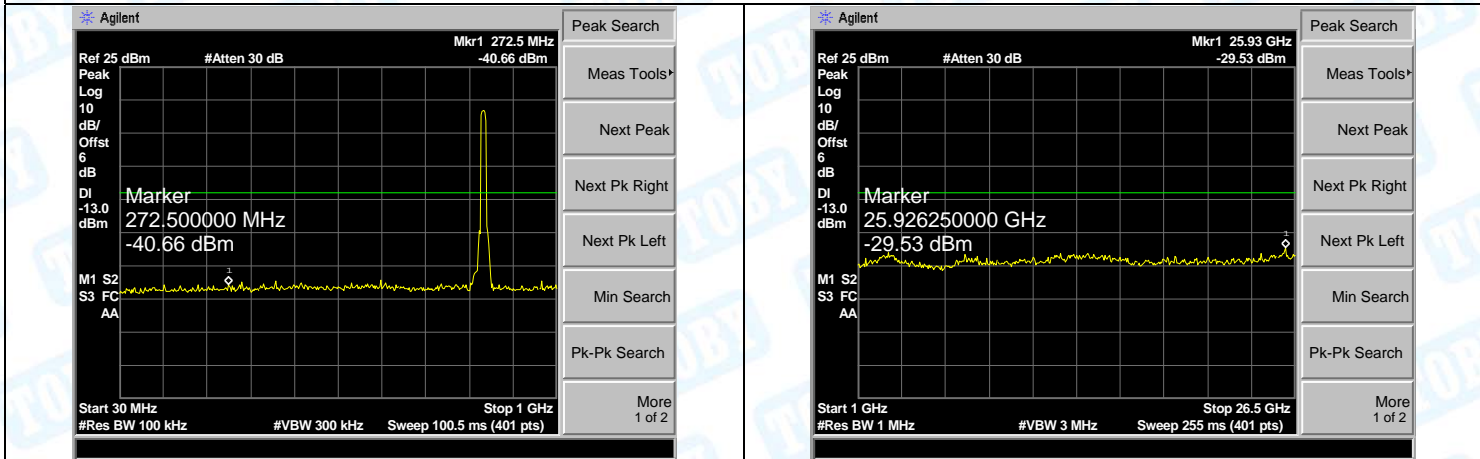 Agilent
Peak Search
Mkr1 272.5 MHz
Ref 25 dBm #Atten 30 dB -40.66 dBm
Peak
Log
10
dB/
Offst
6
dB
DI
-13.0
dBm
Marker
272.500000 MHz
-40.66 dBm
1
M1 S2
S3 FC
AA
Start 30 MHz Stop 1 GHz
#Res BW 100 kHz #VBW 300 kHz Sweep 100.5 ms (401 pts)
Meas Tools
Next Peak
Next Pk Right
Next Pk Left
Min Search
Pk-Pk Search
More
1 of 2
Agilent
Peak Search
Mkr1 25.93 GHz
Ref 25 dBm #Atten 30 dB -29.53 dBm
Peak
Log
10
dB/
Offst
6
dB
DI
-13.0
dBm
Marker
25.926250000 GHz
-29.53 dBm
1
M1 S2
S3 FC
AA
Start 1 GHz Stop 26.5 GHz
#Res BW 1 MHz #VBW 3 MHz Sweep 255 ms (401 pts)
Meas Tools
Next Peak
Next Pk Right
Next Pk Left
Min Search
Pk-Pk Search
More
1 of 2
TOBY